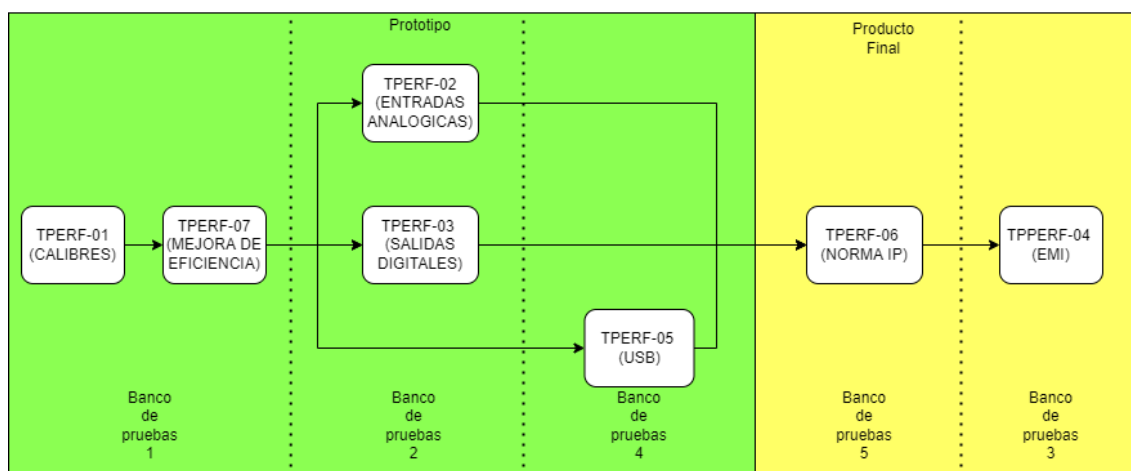 Prototipo
Producto
Final
TPERF-02
(ENTRADAS
ANALOGICAS)
TPERF-01
(CALIBRES)
TPERF-07
(MEJORA DE
EFICIENCIA)
TPERF-03
(SALIDAS
DIGITALES)
TPERF-06
(NORMA IP)
TPPERF-04
(EMI)
TPERF-05
(USB)
Banco
de
pruebas
1
Banco
de
pruebas
2
Banco
de
pruebas
4
Banco
de
pruebas
5
Banco
de
pruebas
3